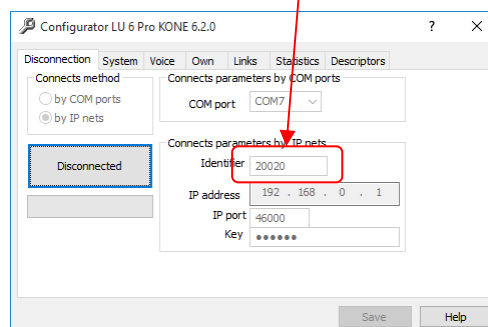 Configurator LU 6 Pro KONE 6.2.0 ?
Disconnection System Voice Own Links Statistics Descriptors
Connects method
by COM ports
by IP nets
Disconnected
Connects parameters by COM ports
COM port COM7
Connects parameters by IP nets
Identifier 20020
IP address 192 . 168 . 0 . 1
IP port 46000
Key ●●●●●●
Save Help